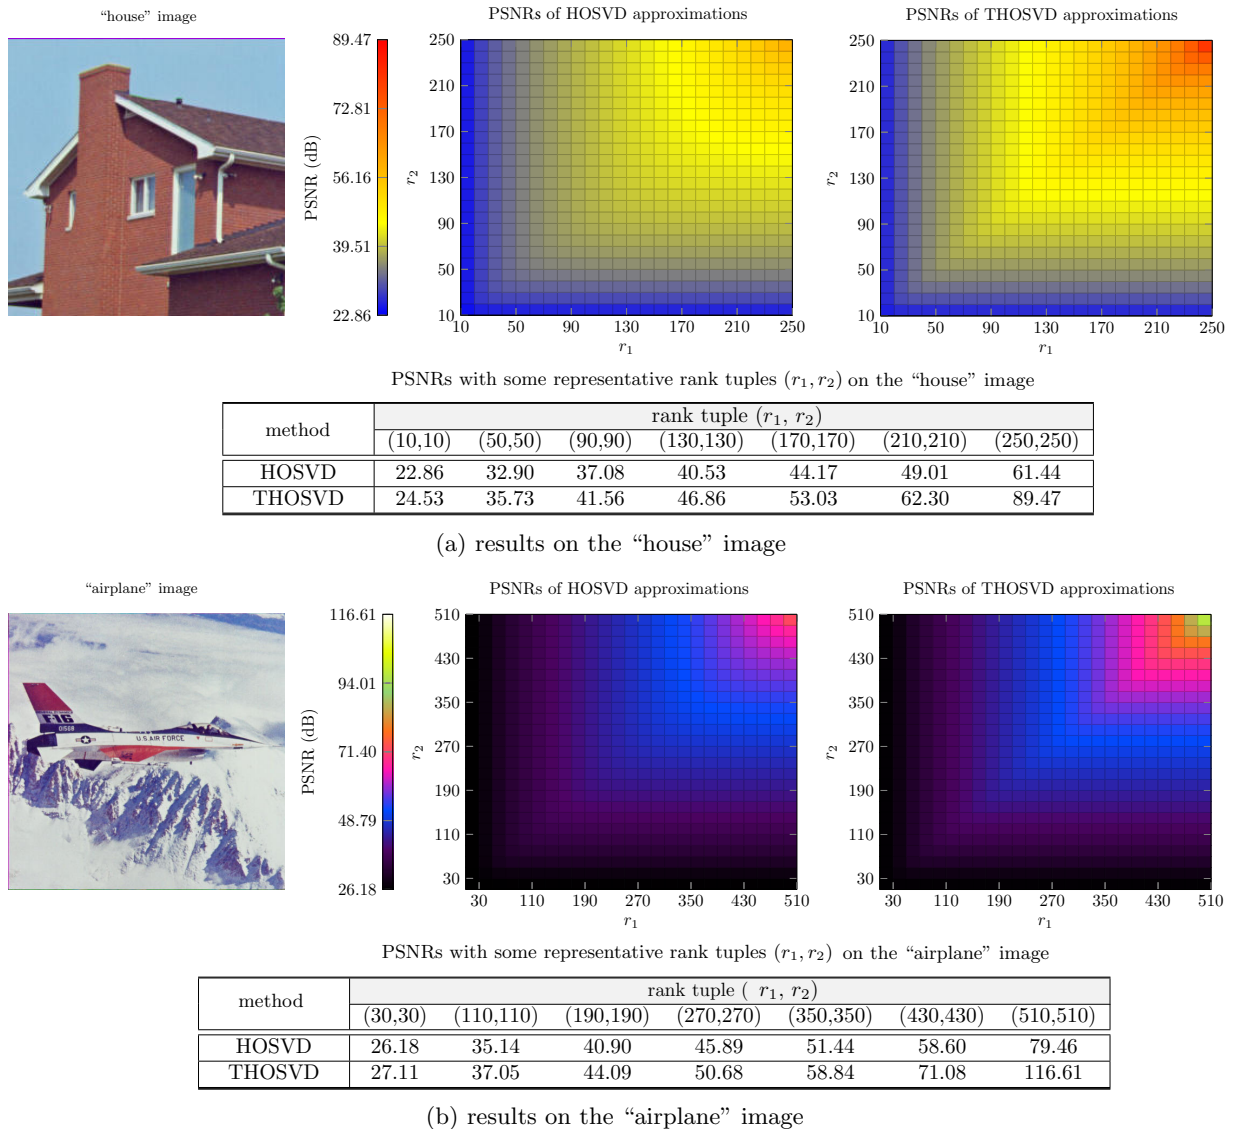 “house” image
PSNRs of HOSVD approximations
PSNRs of THOSVD approximations
89.47
72.81
56.16
39.51
22.86
PSNR (dB)
250
210
170
130
90
50
10
r2
10 50 90 130 170 210 250
r1
250
210
170
130
90
50
10
r2
10 50 90 130 170 210 250
r1
PSNRs with some representative rank tuples (r1, r2) on the “house” image
method
rank tuple (r1, r2)
(10,10) (50,50) (90,90) (130,130) (170,170) (210,210) (250,250)
HOSVD 22.86 32.90 37.08 40.53 44.17 49.01 61.44
THOSVD 24.53 35.73 41.56 46.86 53.03 62.30 89.47
(a) results on the “house” image
“airplane” image
PSNRs of HOSVD approximations
PSNRs of THOSVD approximations
F-16
01568
U.S. AIR FORCE
116.61
94.01
71.40
48.79
26.18
PSNR (dB)
510
430
350
270
190
110
30
r2
30 110 190 270 350 430 510
r1
510
430
350
270
190
110
30
r2
30 110 190 270 350 430 510
r1
PSNRs with some representative rank tuples (r1, r2) on the “airplane” image
method
rank tuple ( r1, r2)
(30,30) (110,110) (190,190) (270,270) (350,350) (430,430) (510,510)
HOSVD 26.18 35.14 40.90 45.89 51.44 58.60 79.46
THOSVD 27.11 37.05 44.09 50.68 58.84 71.08 116.61
(b) results on the “airplane” image